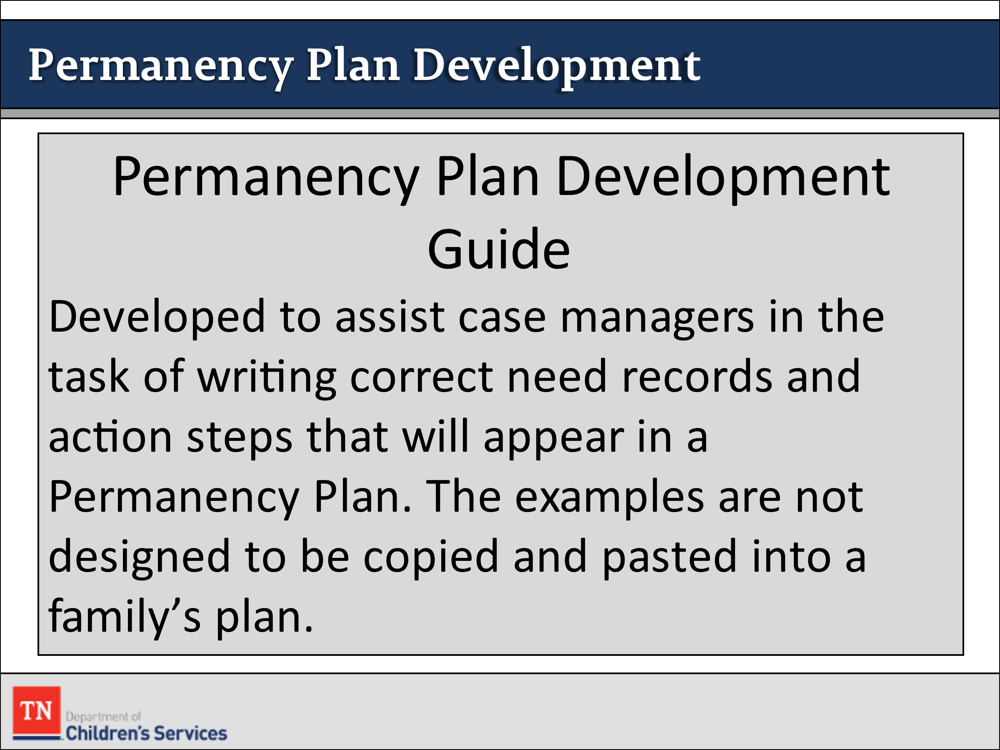 Permanency Plan Development
Permanency Plan Development
Guide
Developed to assist case managers in the
task of writing correct need records and
action steps that will appear in a
Permanency Plan. The examples are not
designed to be copied and pasted into a
family’s plan.
TN
Department of
Children's Services